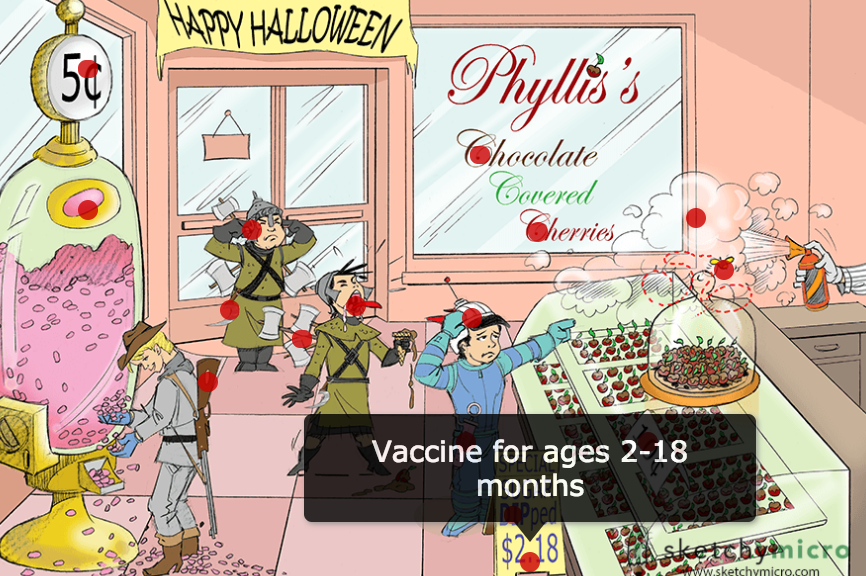 5¢
HAPPY HALLOWEEN
Phyllis's
Chocolate
Covered
Cherries
Vaccine for ages 2-18
months
SPECIAL
DIPped
$2.18
sketchymicro
www.sketchymicro.com